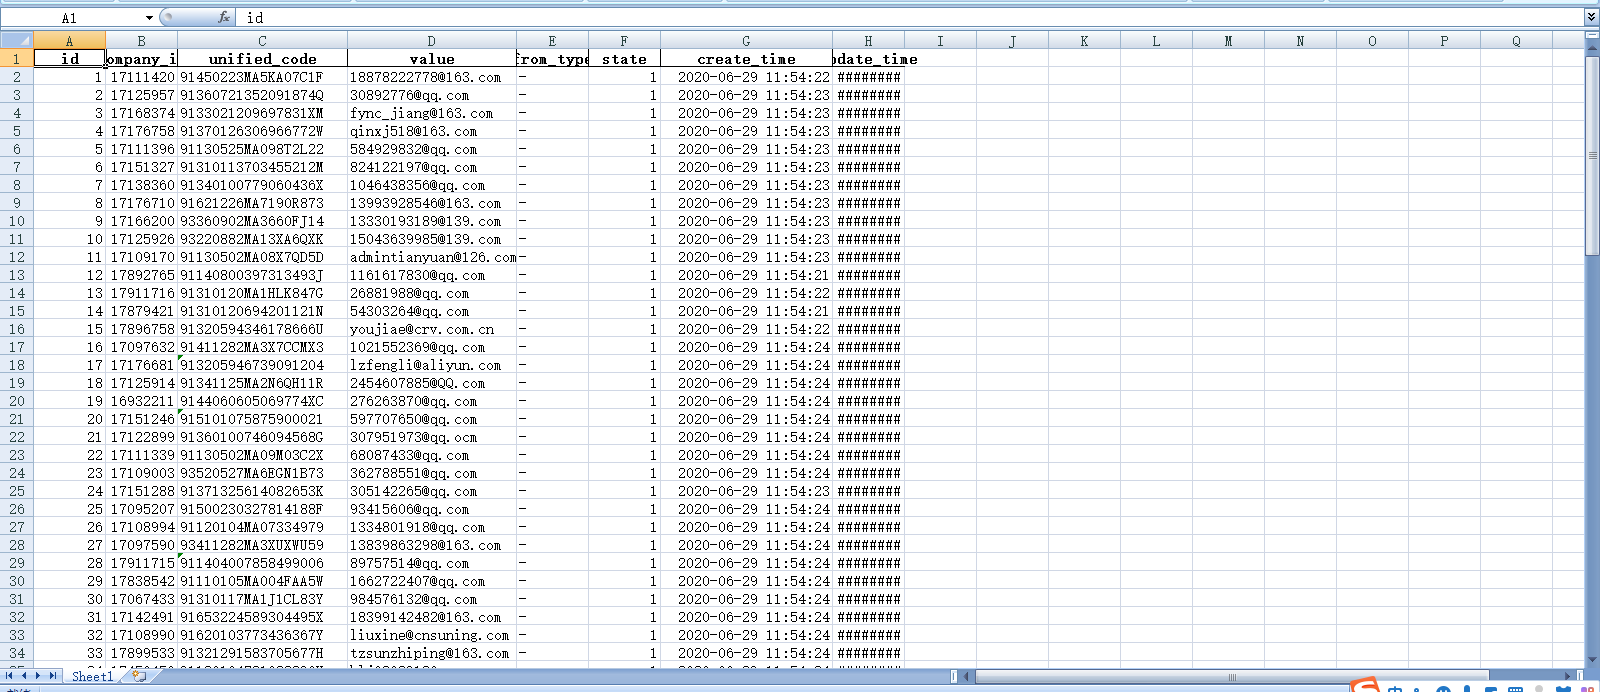 A1 fx id
A B C D E F G H I J K L M N O P Q
1 id ompany_i unified_code value from_type state create_time pdate_time
2 1 17111420 91450223MA5KA07C1F 18878222778@163.com - 1 2020-06-29 11:54:22 ########
3 2 17125957 91360721352091874Q 30892776@qq.com - 1 2020-06-29 11:54:23 ########
4 3 17168374 9133021209697831XM fync_jiang@163.com - 1 2020-06-29 11:54:23 ########
5 4 17176758 91370126306966772W qinxj518@163.com - 1 2020-06-29 11:54:23 ########
6 5 17111396 91130525MA098T2L22 584929832@qq.com - 1 2020-06-29 11:54:23 ########
7 6 17151327 91310113703455212M 824122197@qq.com - 1 2020-06-29 11:54:23 ########
8 7 17138360 91340100779060436X 1046438356@qq.com - 1 2020-06-29 11:54:23 ########
9 8 17176710 91621226MA7190R873 13993928546@163.com - 1 2020-06-29 11:54:23 ########
10 9 17166200 93360902MA3660FJ14 13330193189@139.com - 1 2020-06-29 11:54:23 ########
11 10 17125926 93220882MA13XA6QXK 15043639985@139.com - 1 2020-06-29 11:54:23 ########
12 11 17109170 91130502MA08X7QD5D admintianyuan@126.com - 1 2020-06-29 11:54:23 ########
13 12 17892765 91140800397313493J 1161617830@qq.com - 1 2020-06-29 11:54:21 ########
14 13 17911716 91310120MA1HLK847G 26881988@qq.com - 1 2020-06-29 11:54:22 ########
15 14 17879421 91310120694201121N 54303264@qq.com - 1 2020-06-29 11:54:21 ########
16 15 17896758 91320594346178666U youjiae@crv.com.cn - 1 2020-06-29 11:54:22 ########
17 16 17097632 91411282MA3X7CCMX3 1021552369@qq.com - 1 2020-06-29 11:54:24 ########
18 17 17176681 913205946739091204 lzfengli@aliyun.com - 1 2020-06-29 11:54:24 ########
19 18 17125914 91341125MA2N6QH11R 2454607885@QQ.com - 1 2020-06-29 11:54:24 ########
20 19 16932211 9144060605069774XC 276263870@qq.com - 1 2020-06-29 11:54:24 ########
21 20 17151246 915101075875900021 597707650@qq.com - 1 2020-06-29 11:54:24 ########
22 21 17122899 91360100746094568G 307951973@qq.ocm - 1 2020-06-29 11:54:24 ########
23 22 17111339 91130502MA09M03C2X 68087433@qq.com - 1 2020-06-29 11:54:24 ########
24 23 17109003 93520527MA6EGN1B73 362788551@qq.com - 1 2020-06-29 11:54:24 ########
25 24 17151288 91371325614082653K 305142265@qq.com - 1 2020-06-29 11:54:23 ########
26 25 17095207 91500230327814188F 93415606@qq.com - 1 2020-06-29 11:54:24 ########
27 26 17108994 91120104MA07334979 1334801918@qq.com - 1 2020-06-29 11:54:24 ########
28 27 17097590 93411282MA3XUXWU59 13839863298@163.com - 1 2020-06-29 11:54:24 ########
29 28 17911715 911404007858499006 89757514@qq.com - 1 2020-06-29 11:54:24 ########
30 29 17838542 91110105MA004FAA5W 1662722407@qq.com - 1 2020-06-29 11:54:24 ########
31 30 17067433 91310117MA1J1CL83Y 984576132@qq.com - 1 2020-06-29 11:54:24 ########
32 31 17142491 91653224589304495X 18399142482@163.com - 1 2020-06-29 11:54:24 ########
33 32 17108990 91620103773436367Y liuxine@cnsuning.com - 1 2020-06-29 11:54:24 ########
34 33 17899533 91321291583705677H tzsunzhiping@163.com - 1 2020-06-29 11:54:24 ########
Sheet1